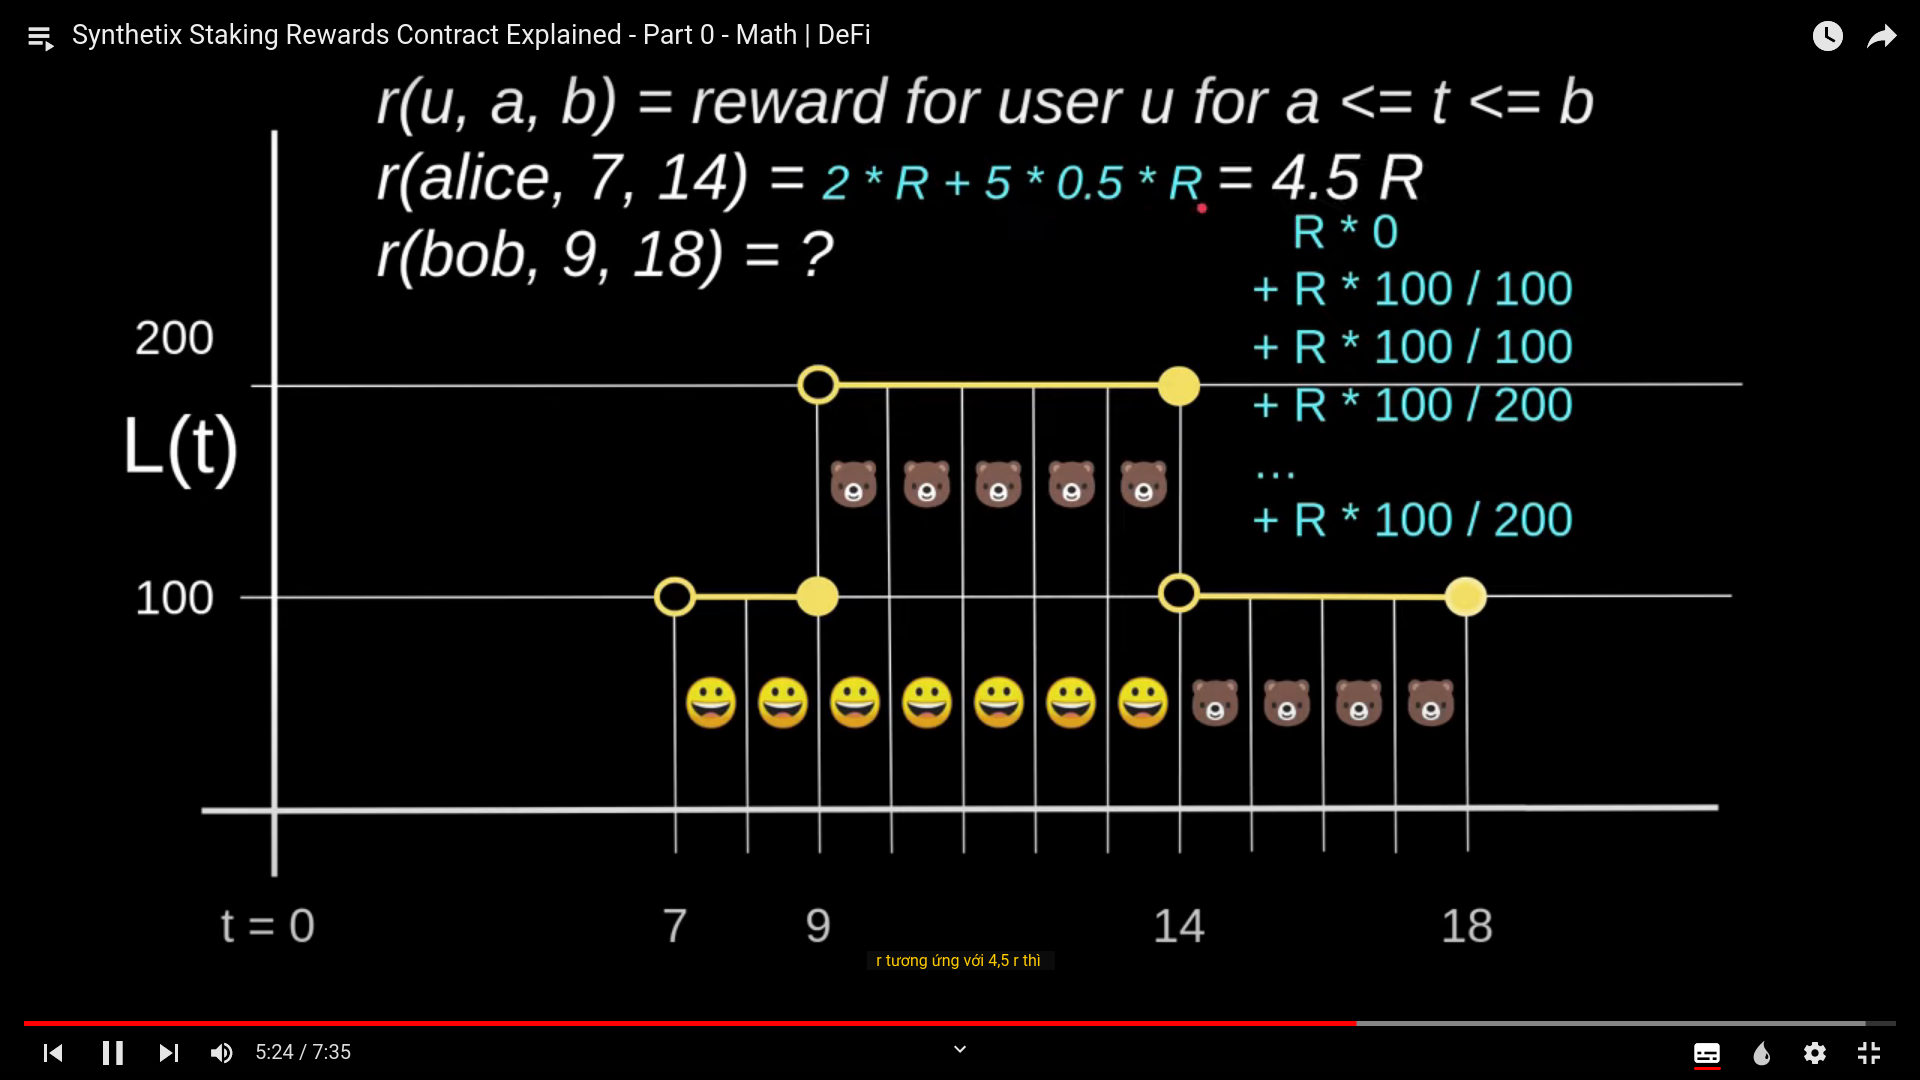 Synthetix Staking Rewards Contract Explained - Part 0 - Math | DeFi
r(u, a, b) = reward for user u for a <= t <= b
r(alice, 7, 14) = 2 * R + 5 * 0.5 * R = 4.5 R
r(bob, 9, 18) = ?
R * 0
+ R * 100 / 100
+ R * 100 / 100
+ R * 100 / 200
...
+ R * 100 / 200
200
L(t)
100
t = 0 7 9 14 18
r tương ứng với 4,5 r thì
5:24 / 7:35